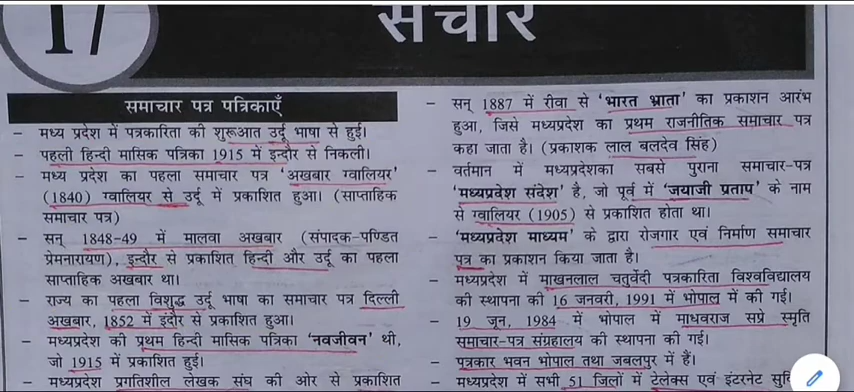 17
संचार
समाचार पत्र पत्रिकाएँ
– मध्य प्रदेश में पत्रकारिता की शुरूआत उर्दू भाषा से हुई।
– पहली हिन्दी मासिक पत्रिका 1915 में इन्दौर से निकली।
– मध्य प्रदेश का पहला समाचार पत्र 'अखबार ग्वालियर'
(1840) ग्वालियर से उर्दू में प्रकाशित हुआ। (साप्ताहिक
समाचार पत्र)
– सन् 1848-49 में मालवा अखबार (संपादक-पण्डित
प्रेमनारायण), इन्दौर से प्रकाशित हिन्दी और उर्दू का पहला
साप्ताहिक अखबार था।
– राज्य का पहला विशुद्ध उर्दू भाषा का समाचार पत्र दिल्ली
अखबार, 1852 में इंदौर से प्रकाशित हुआ।
– मध्यप्रदेश की प्रथम हिन्दी मासिक पत्रिका 'नवजीवन' थी,
जो 1915 में प्रकाशित हुई।
– मध्यप्रदेश प्रगतिशील लेखक संघ की ओर से प्रकाशित
– सन् 1887 में रीवा से 'भारत भ्राता' का प्रकाशन आरंभ
हुआ, जिसे मध्यप्रदेश का प्रथम राजनीतिक समाचार पत्र
कहा जाता है। (प्रकाशक लाल बलदेव सिंह)
– वर्तमान में मध्यप्रदेशका सबसे पुराना समाचार-पत्र
'मध्यप्रदेश संदेश' है, जो पूर्व में 'जयाजी प्रताप' के नाम
से ग्वालियर (1905) से प्रकाशित होता था।
– 'मध्यप्रदेश माध्यम' के द्वारा रोजगार एवं निर्माण समाचार
पत्र का प्रकाशन किया जाता है।
– मध्यप्रदेश में माखनलाल चतुर्वेदी पत्रकारिता विश्वविद्यालय
की स्थापना की 16 जनवरी, 1991 में भोपाल में की गई।
– 19 जून, 1984 में भोपाल में माधवराज सप्रे स्मृति
समाचार-पत्र संग्रहालय की स्थापना की गई।
– पत्रकार भवन भोपाल तथा जबलपुर में हैं।
– मध्यप्रदेश में सभी 51 जिलों में टेलेक्स एवं इंटरनेट